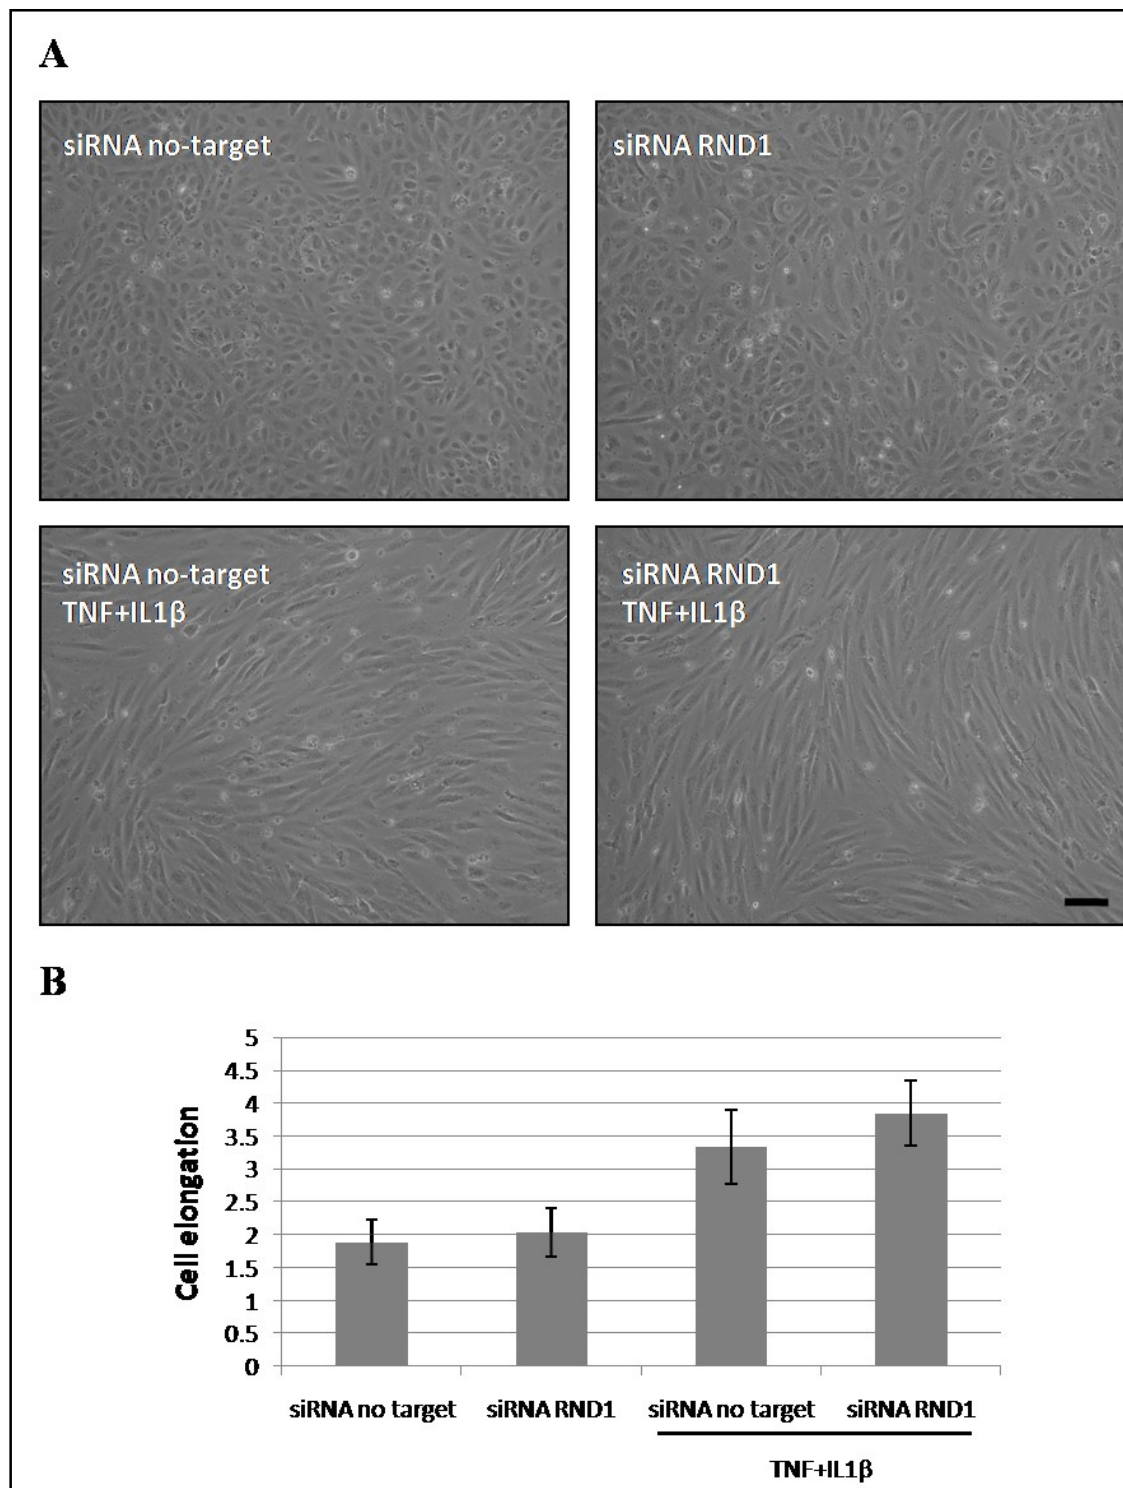 A
siRNA no-target
siRNA RND1
siRNA no-target
TNF+IL1β
siRNA RND1
TNF+IL1β
B
Cell elongation
5
4.5
4
3.5
3
2.5
2
1.5
1
0.5
0
siRNA no target
siRNA RND1
siRNA no target
siRNA RND1
TNF+IL1β